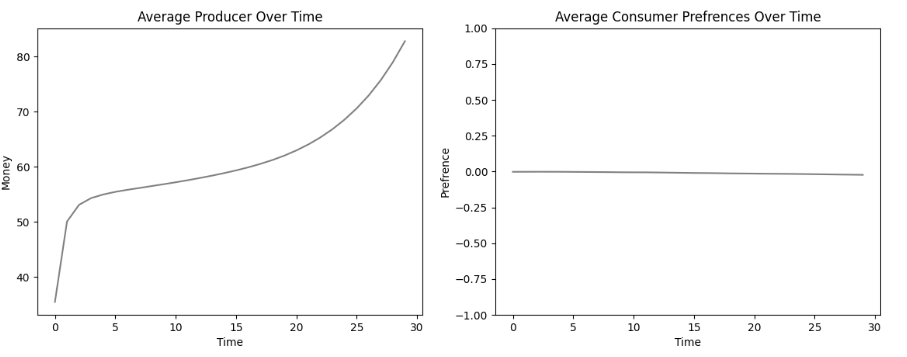 Average Producer Over Time
80
70
60
50
40
Money
0 5 10 15 20 25 30
Time
Average Consumer Prefrences Over Time
1.00
0.75
0.50
0.25
0.00
−0.25
−0.50
−0.75
−1.00
Prefrence
0 5 10 15 20 25 30
Time